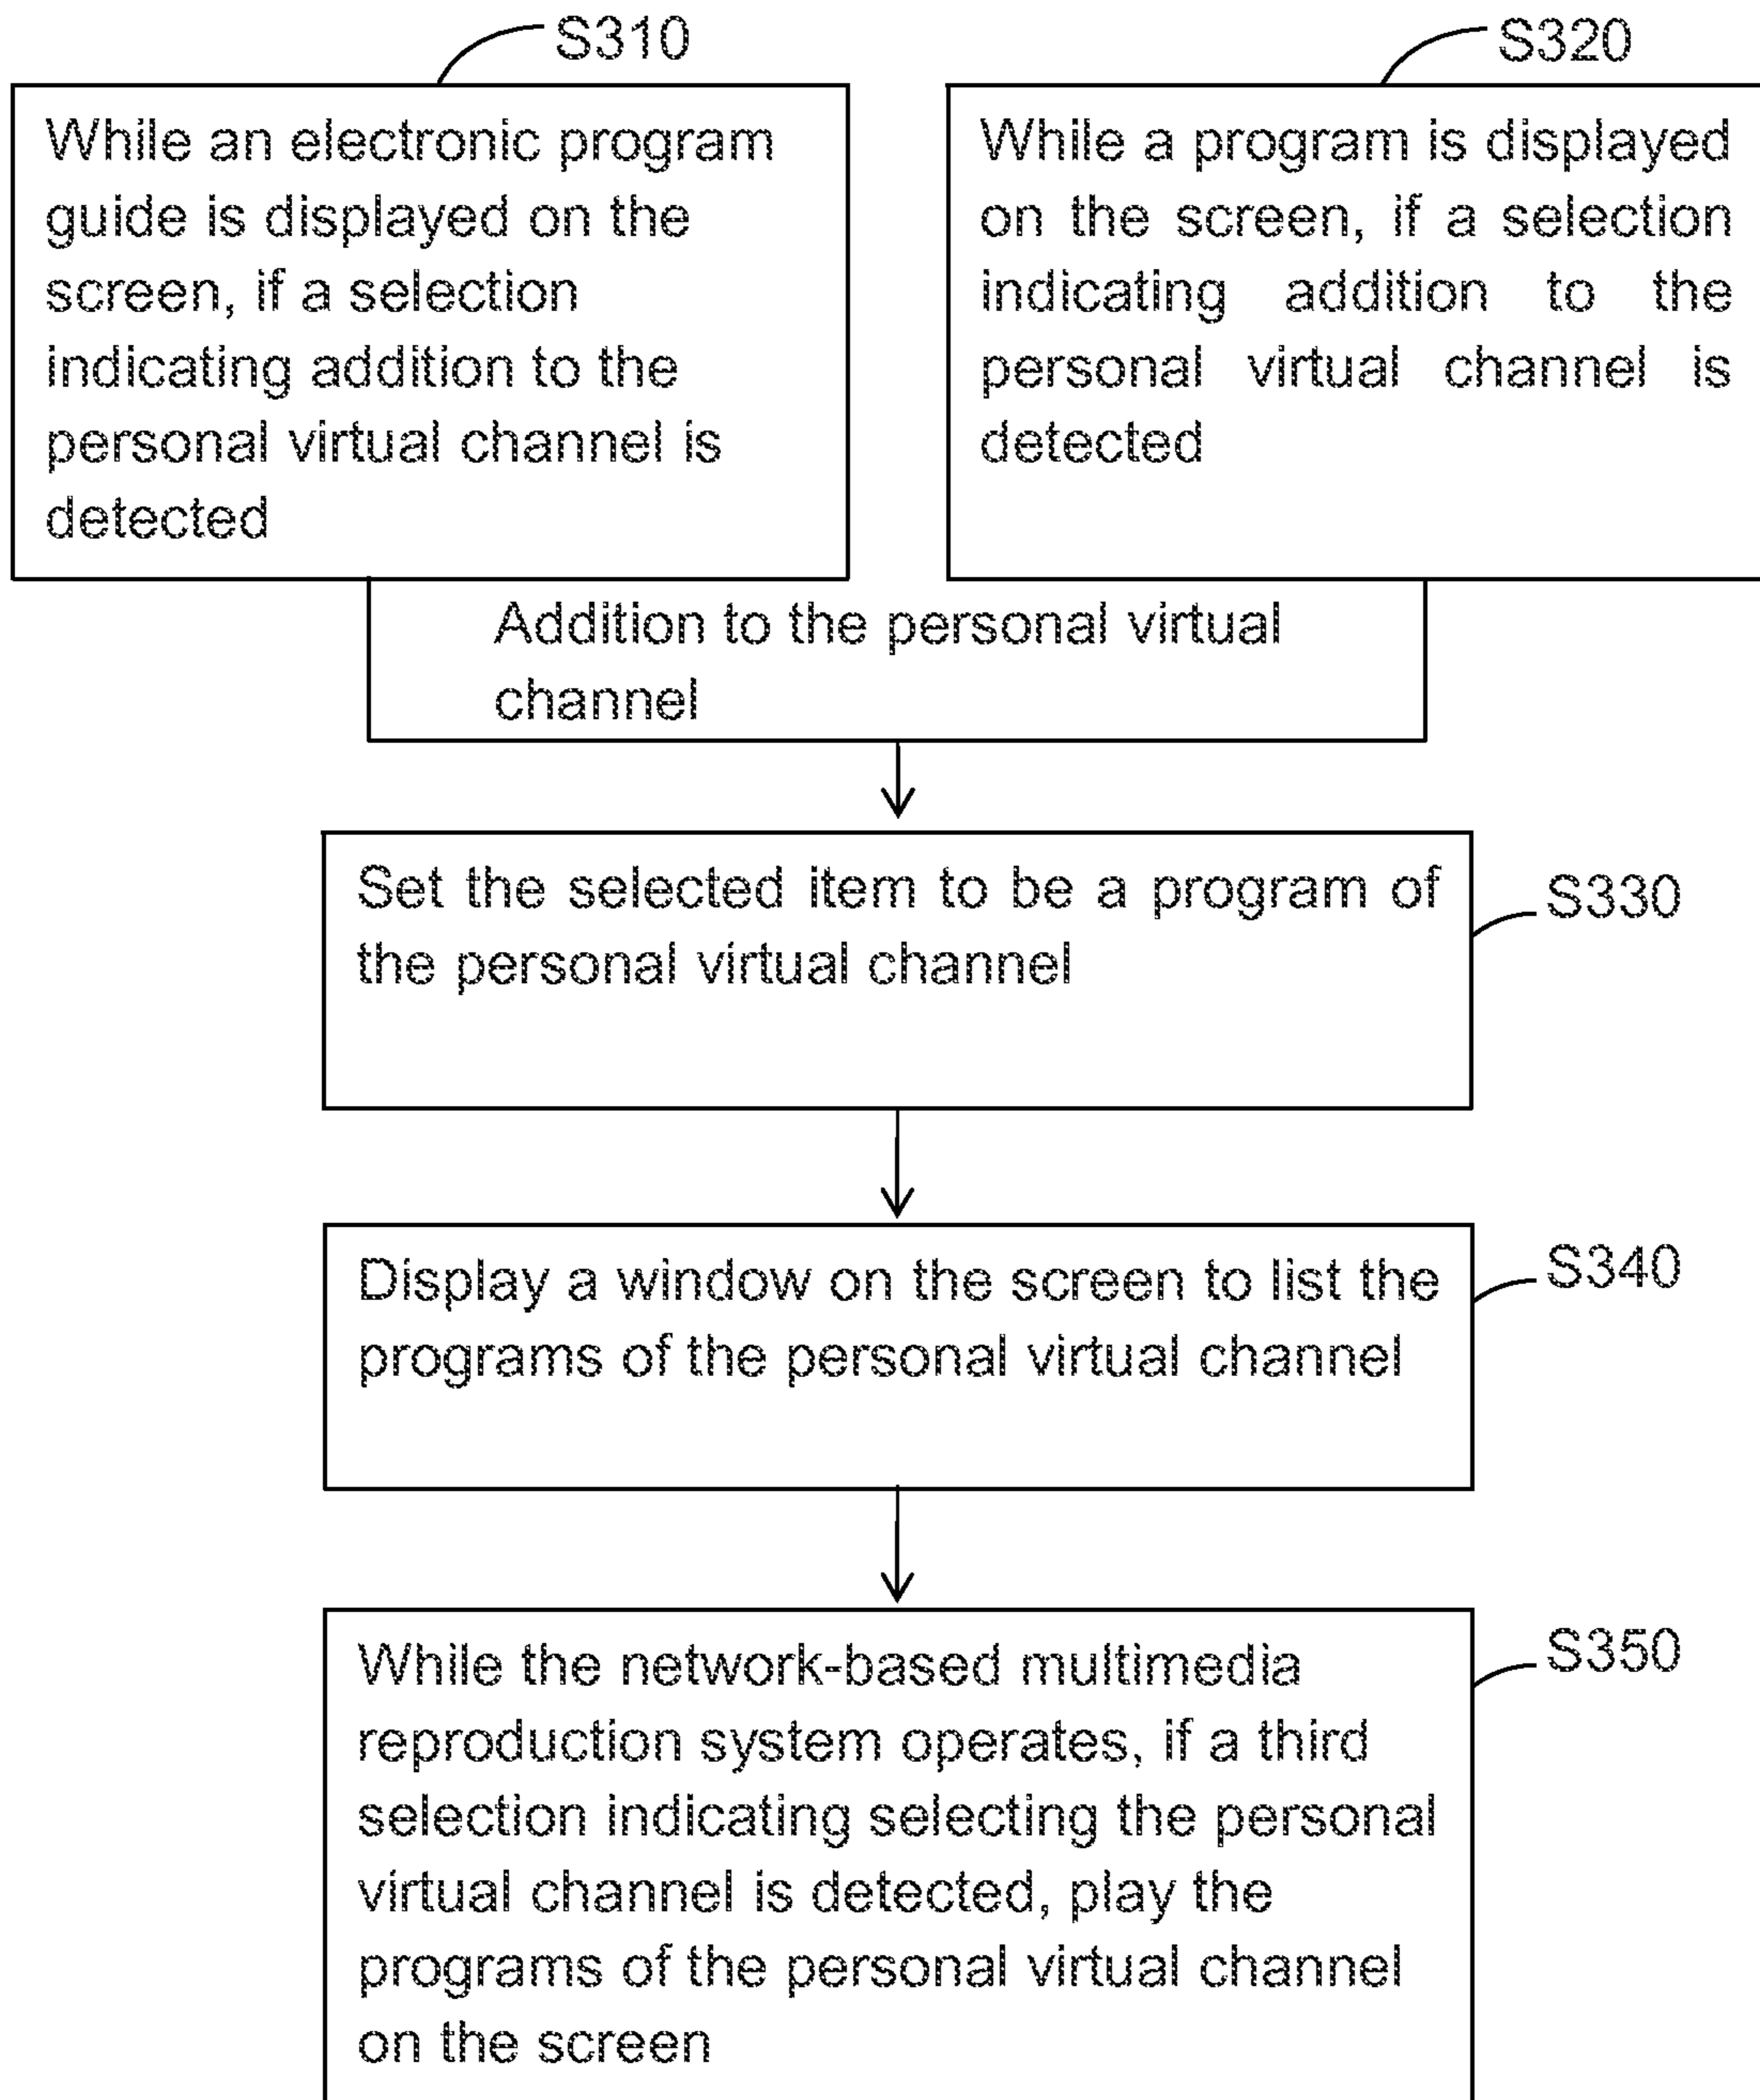 S310
While an electronic program
guide is displayed on the
screen, if a selection
indicating addition to the
personal virtual channel is
detected
S320
While a program is displayed
on the screen, if a selection
indicating addition to the
personal virtual channel is
detected
Addition to the personal virtual
channel
Set the selected item to be a program of
the personal virtual channel
S330
Display a window on the screen to list the
programs of the personal virtual channel
S340
While the network-based multimedia
reproduction system operates, if a third
selection indicating selecting the personal
virtual channel is detected, play the
programs of the personal virtual channel
on the screen
S350